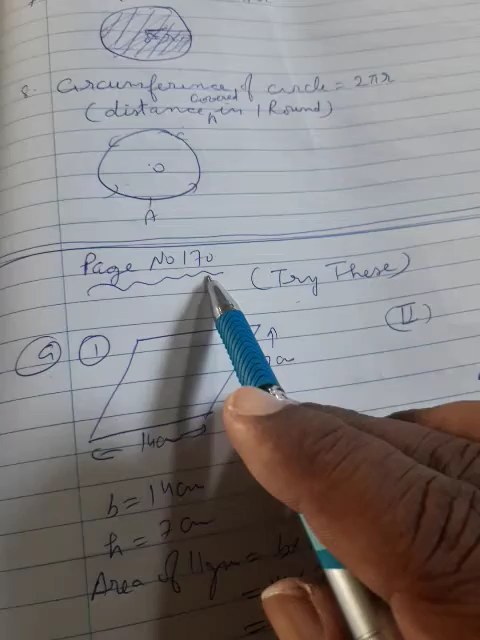 8. Circumference of circle = 2πr
(distance covered in 1 Round)
O
A
Page No 170
(Try These)
(II)
a 1
14cm
b = 14cm
h = 7cm
Area of llgm = b×
=
=